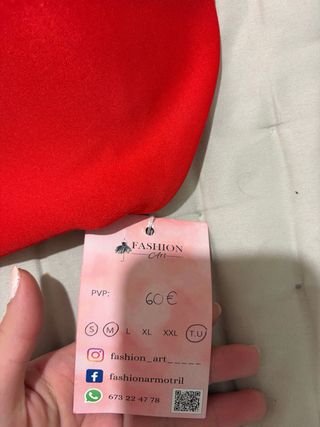 FASHION
Art
PVP: 60€
S M L XL XXL T.U
fashion_art_____
fashionarmotril
673 22 47 78